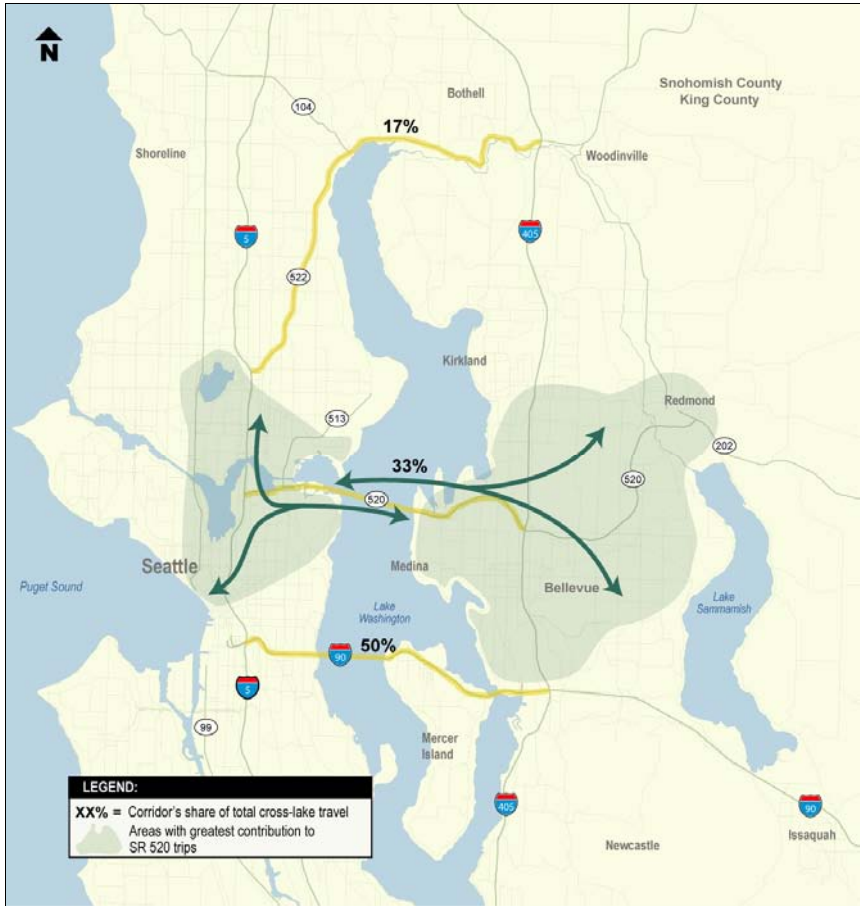 N
Bothell
Snohomish County
King County
104
17%
Shoreline
Woodinville
5
405
522
Kirkland
Redmond
513
202
33%
520
520
Seattle
Medina
Bellevue
Puget Sound
Lake
Washington
Lake
Sammamish
50%
90
5
99
Mercer
Island
LEGEND:
XX% = Corridor's share of total cross-lake travel
Areas with greatest contribution to
SR 520 trips
405
90
Issaquah
Newcastle